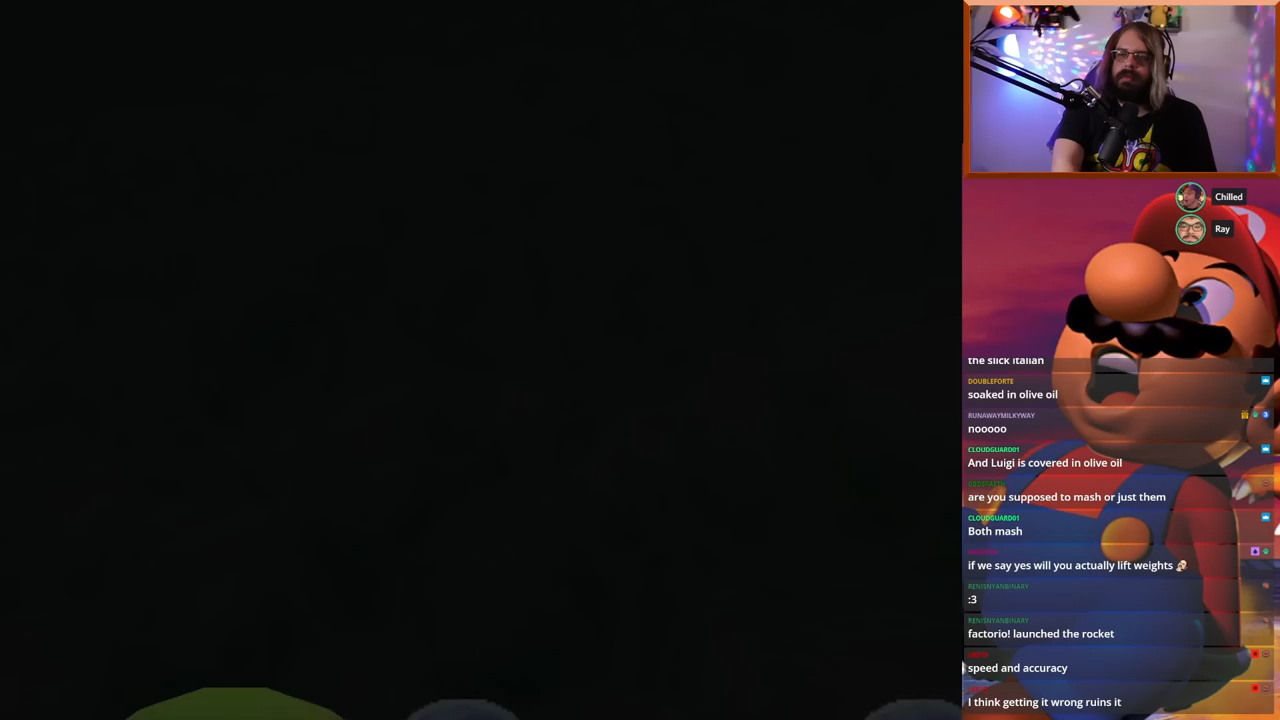 Chilled
Ray
the slick italian
DOUBLEFORTE
soaked in olive oil
RUNAWAYMILKYWAY
nooooo
CLOUDGUARD01
And Luigi is covered in olive oil
are you supposed to mash or just them
CLOUDGUARD01
Both mash
if we say yes will you actually lift weights
RENISNYANBINARY
:3
RENISNYANBINARY
factorio! launched the rocket
speed and accuracy
I think getting it wrong ruins it